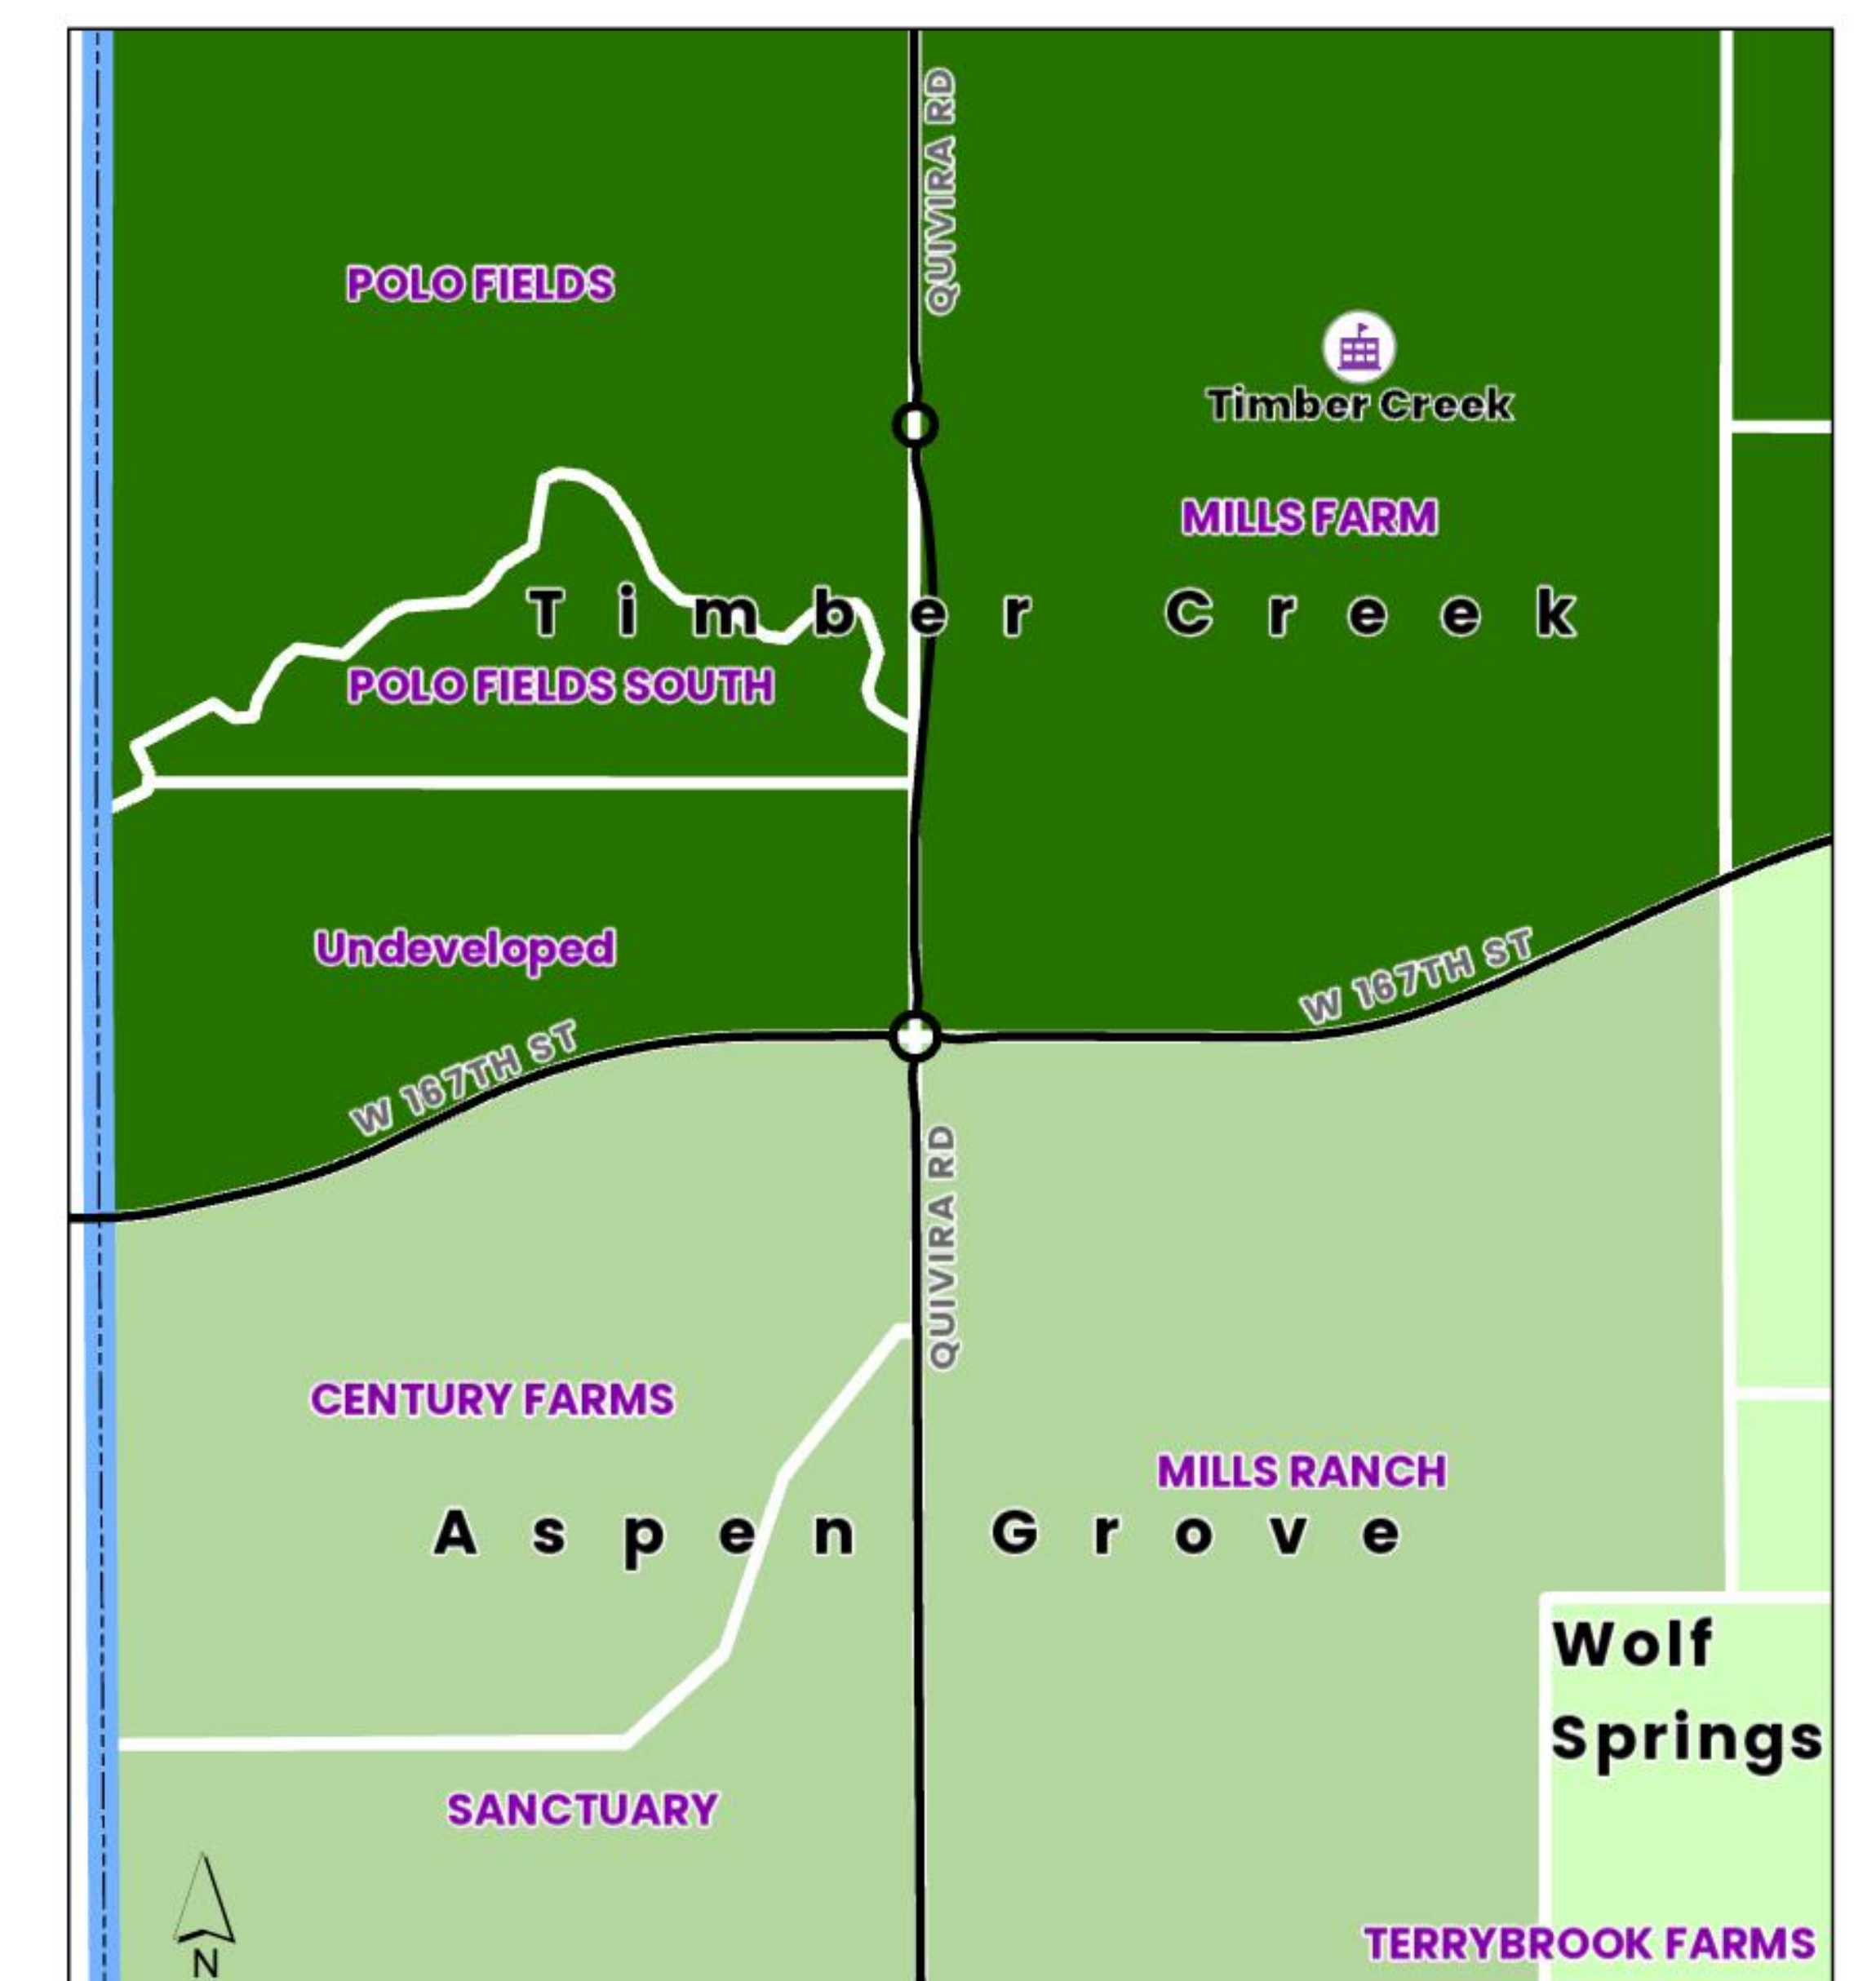 QUIVIRA RD
POLO FIELDS
Timber Creek
MILLS FARM
Timber Creek
POLO FIELDS SOUTH
Undeveloped
W 167TH ST
W 167TH ST
QUIVIRA RD
CENTURY FARMS
MILLS RANCH
Aspen Grove
Wolf
Springs
SANCTUARY
TERRYBROOK FARMS
N